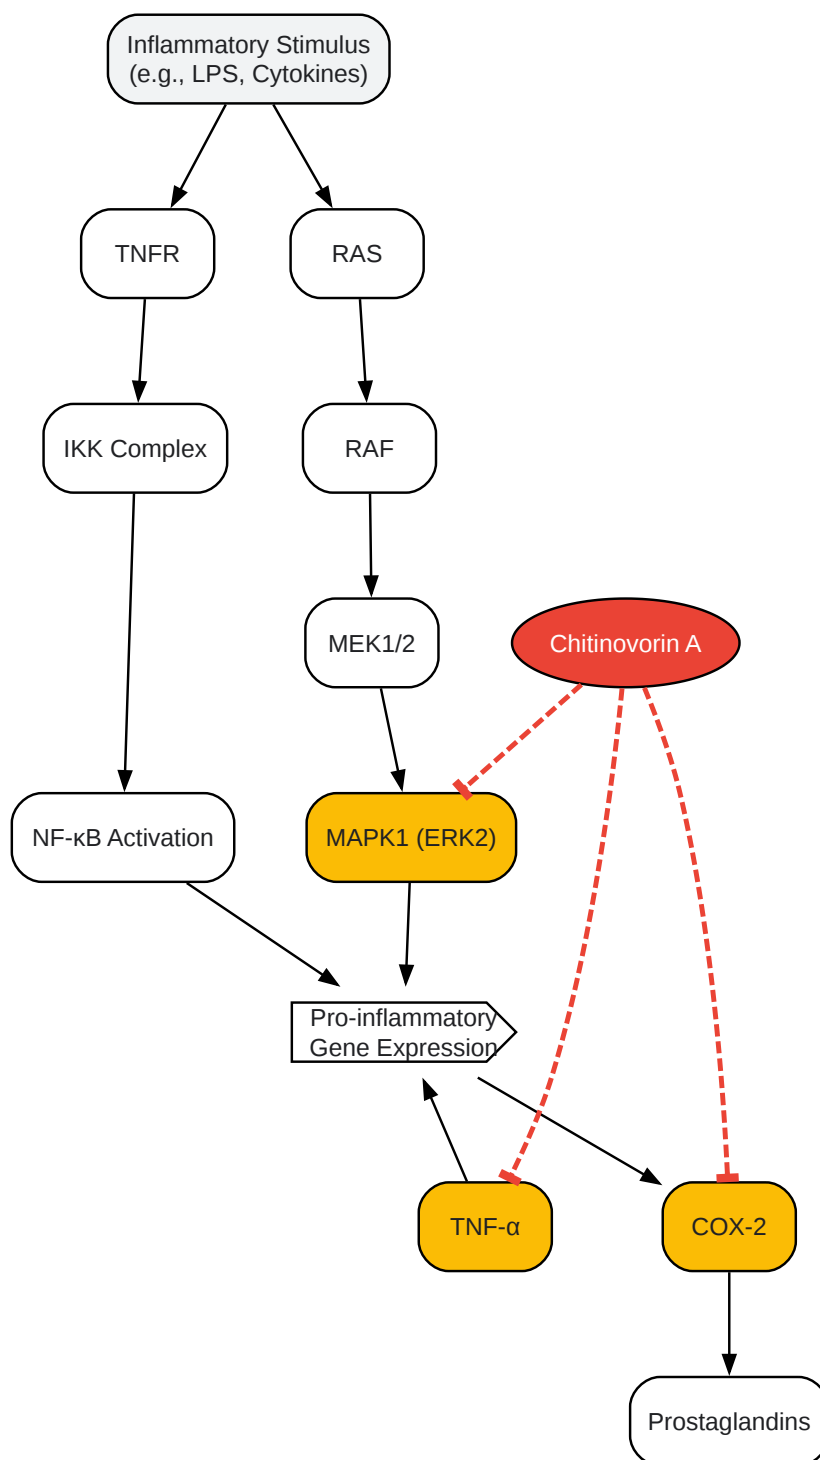 Inflammatory Stimulus
(e.g., LPS, Cytokines)
TNFR
RAS
IKK Complex
RAF
MEK1/2
Chitinovorin A
NF-κB Activation
MAPK1 (ERK2)
Pro-inflammatory
Gene Expression
TNF-α
COX-2
Prostaglandins